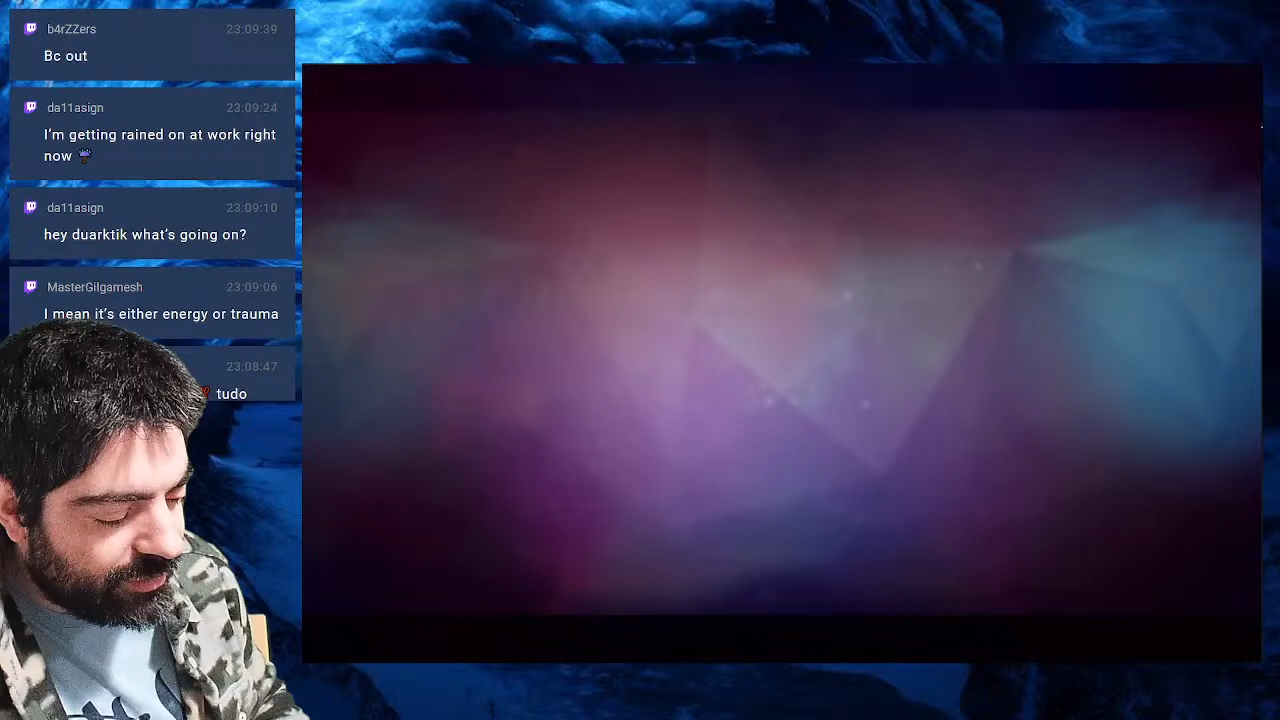 b4rZZers 23:09:39
Bc out
da11asign 23:09:24
I'm getting rained on at work right
now
da11asign 23:09:10
hey duarktik what's going on?
MasterGilgamesh 23:09:06
I mean it's either energy or trauma
23:08:47
tudo